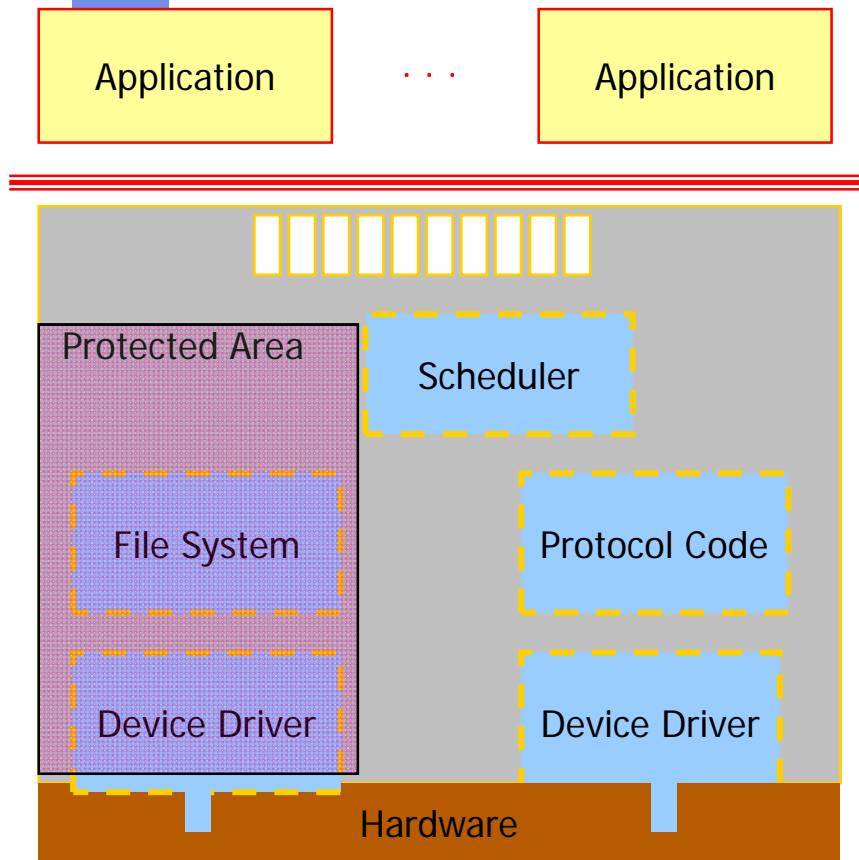 Application
. . .
Application
Protected Area
Scheduler
File System
Protocol Code
Device Driver
Device Driver
Hardware